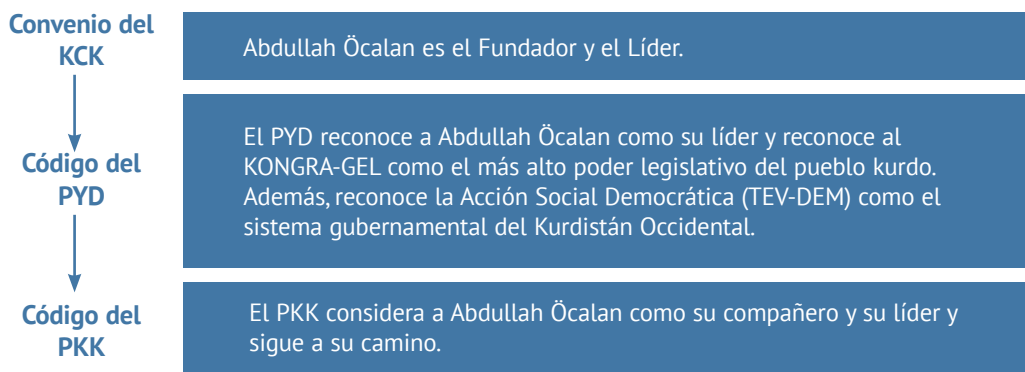 Convenio del
KCK
Abdullah Öcalan es el Fundador y el Líder.
Código del
PYD
El PYD reconoce a Abdullah Öcalan como su líder y reconoce al
KONGRA-GEL como el más alto poder legislativo del pueblo kurdo.
Además, reconoce la Acción Social Democrática (TEV-DEM) como el
sistema gubernamental del Kurdistán Occidental.
Código del
PKK
El PKK considera a Abdullah Öcalan como su compañero y su líder y
sigue a su camino.